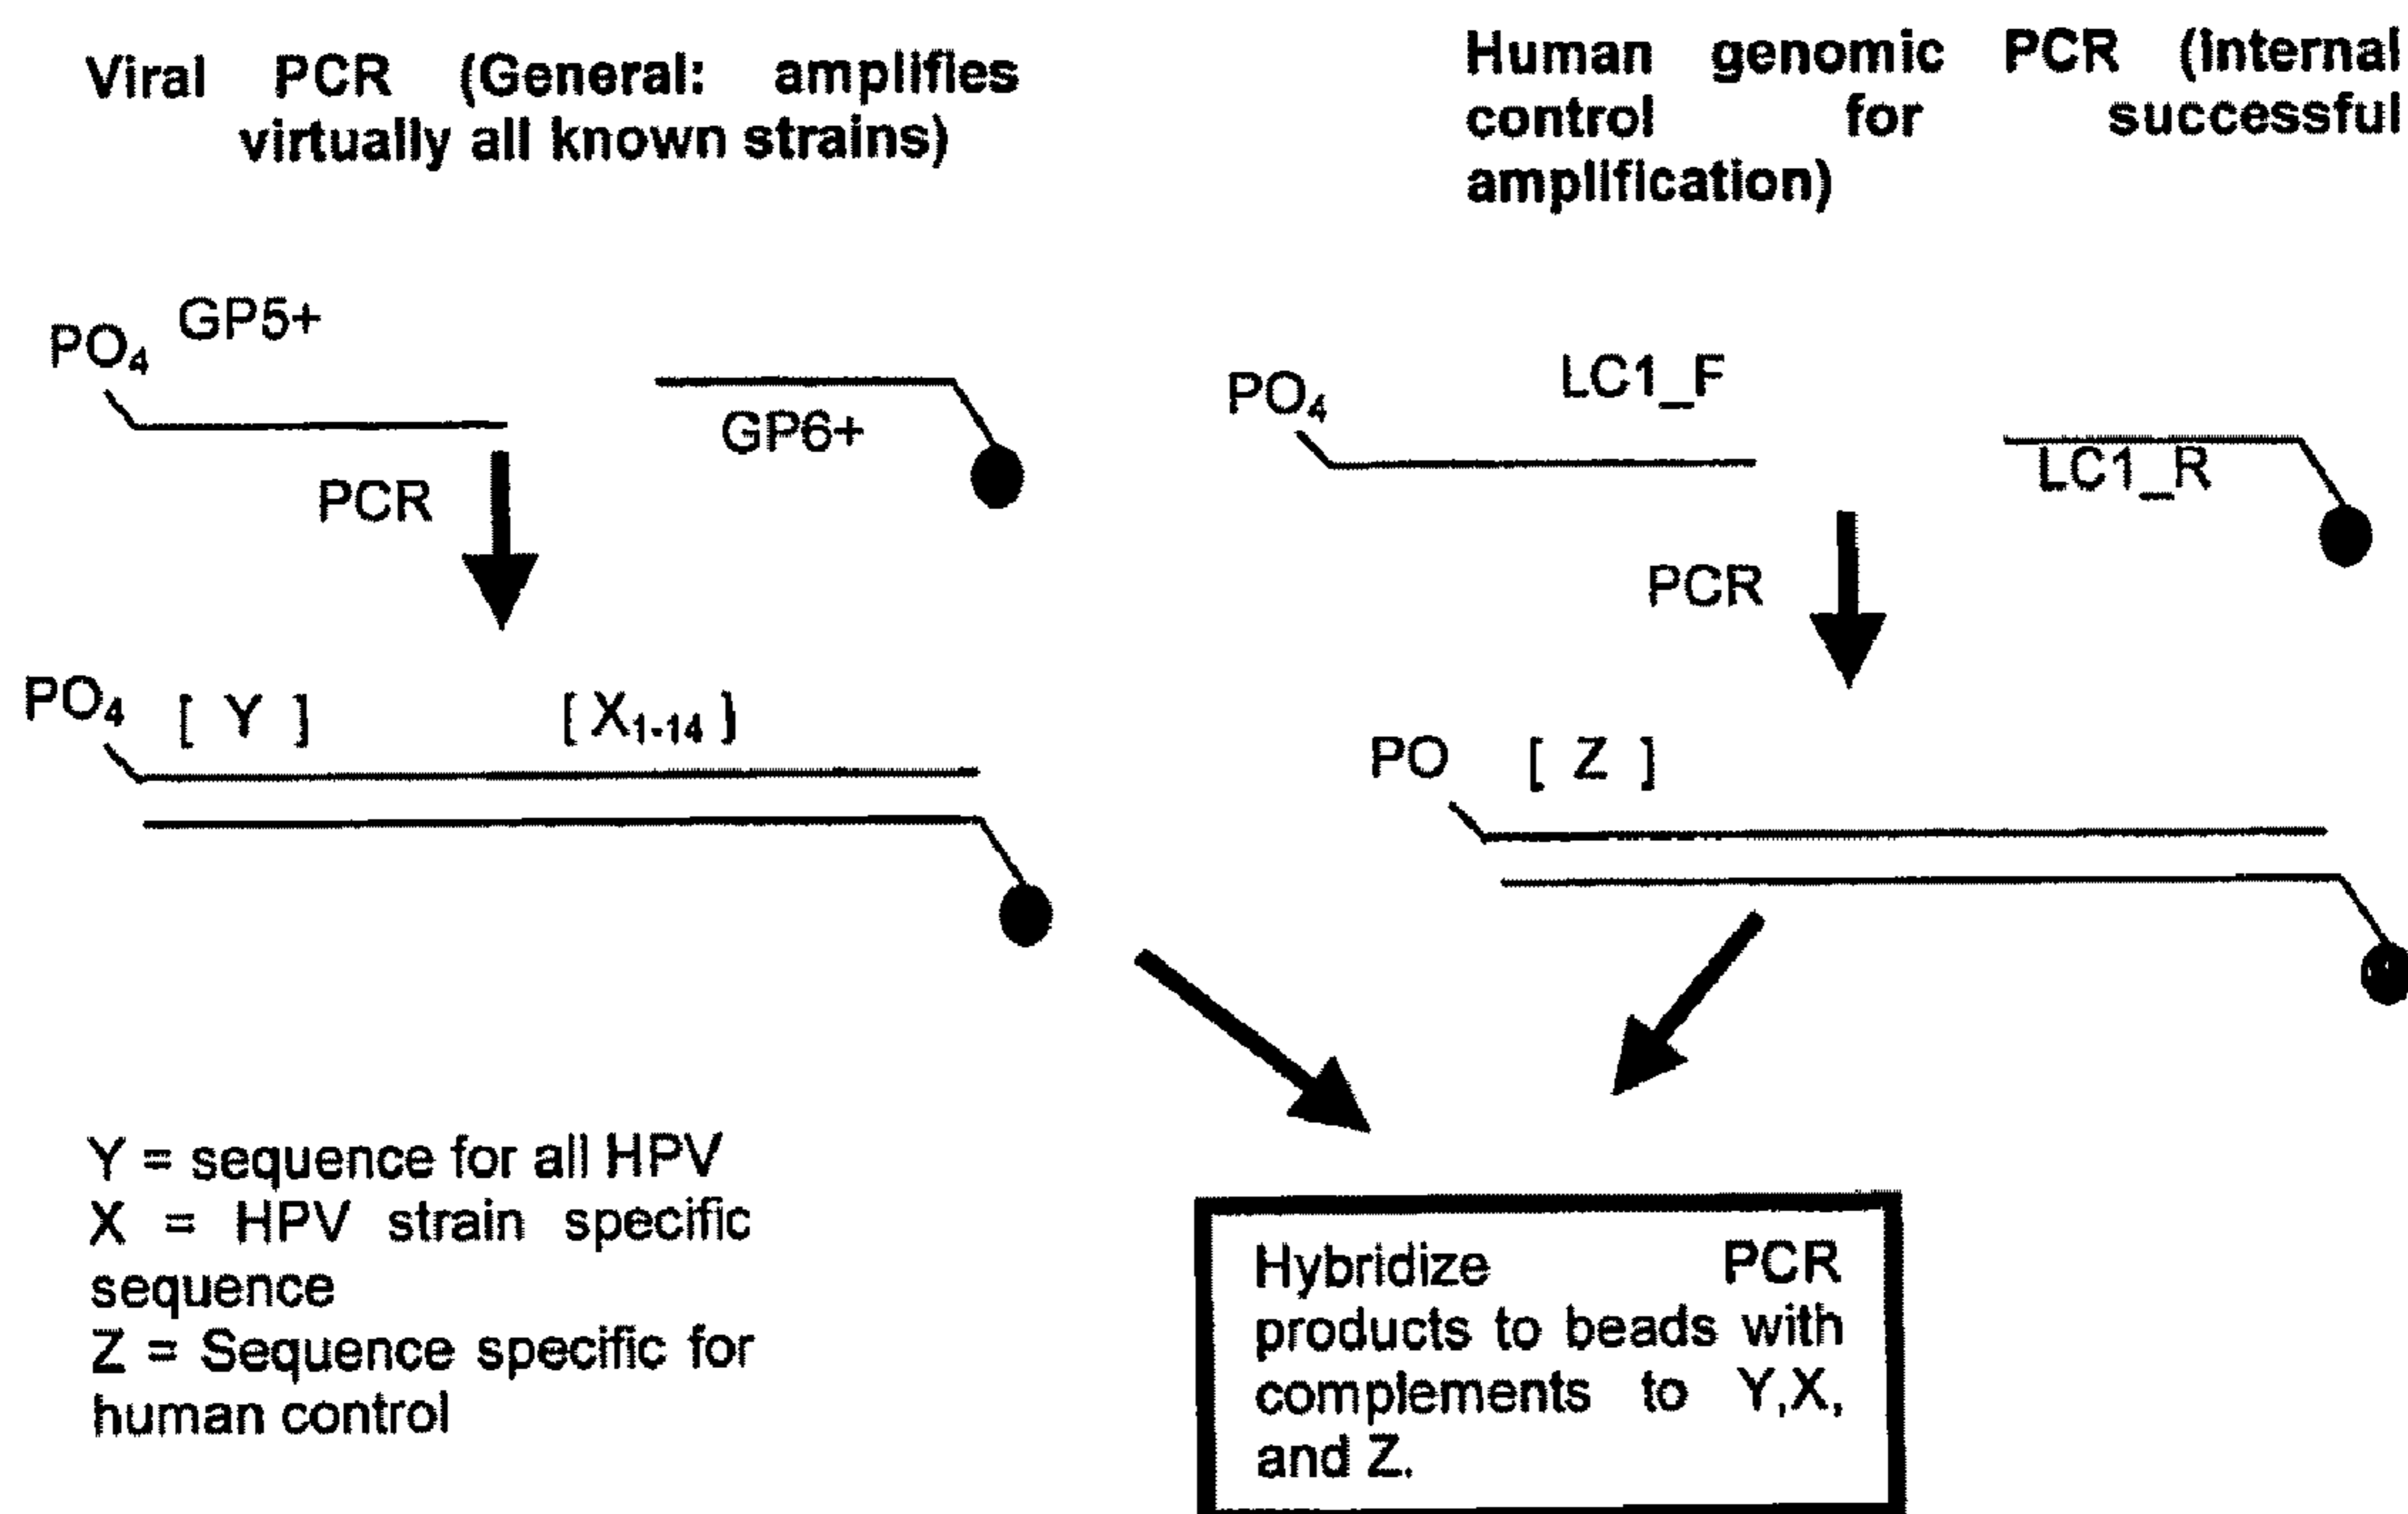 Viral PCR (General: amplifies
virtually all known strains)
Human genomic PCR (Internal
control for successful
amplification)
PO₄ GP5+
GP6+
PCR
PO₄ LC1_F
LC1_R
PCR
PO₄ [ Y ] [ X₁₋₁₄ )
PO [ Z ]
Y = sequence for all HPV
X = HPV strain specific
sequence
Z = Sequence specific for
human control
Hybridize PCR
products to beads with
complements to Y,X,
and Z.